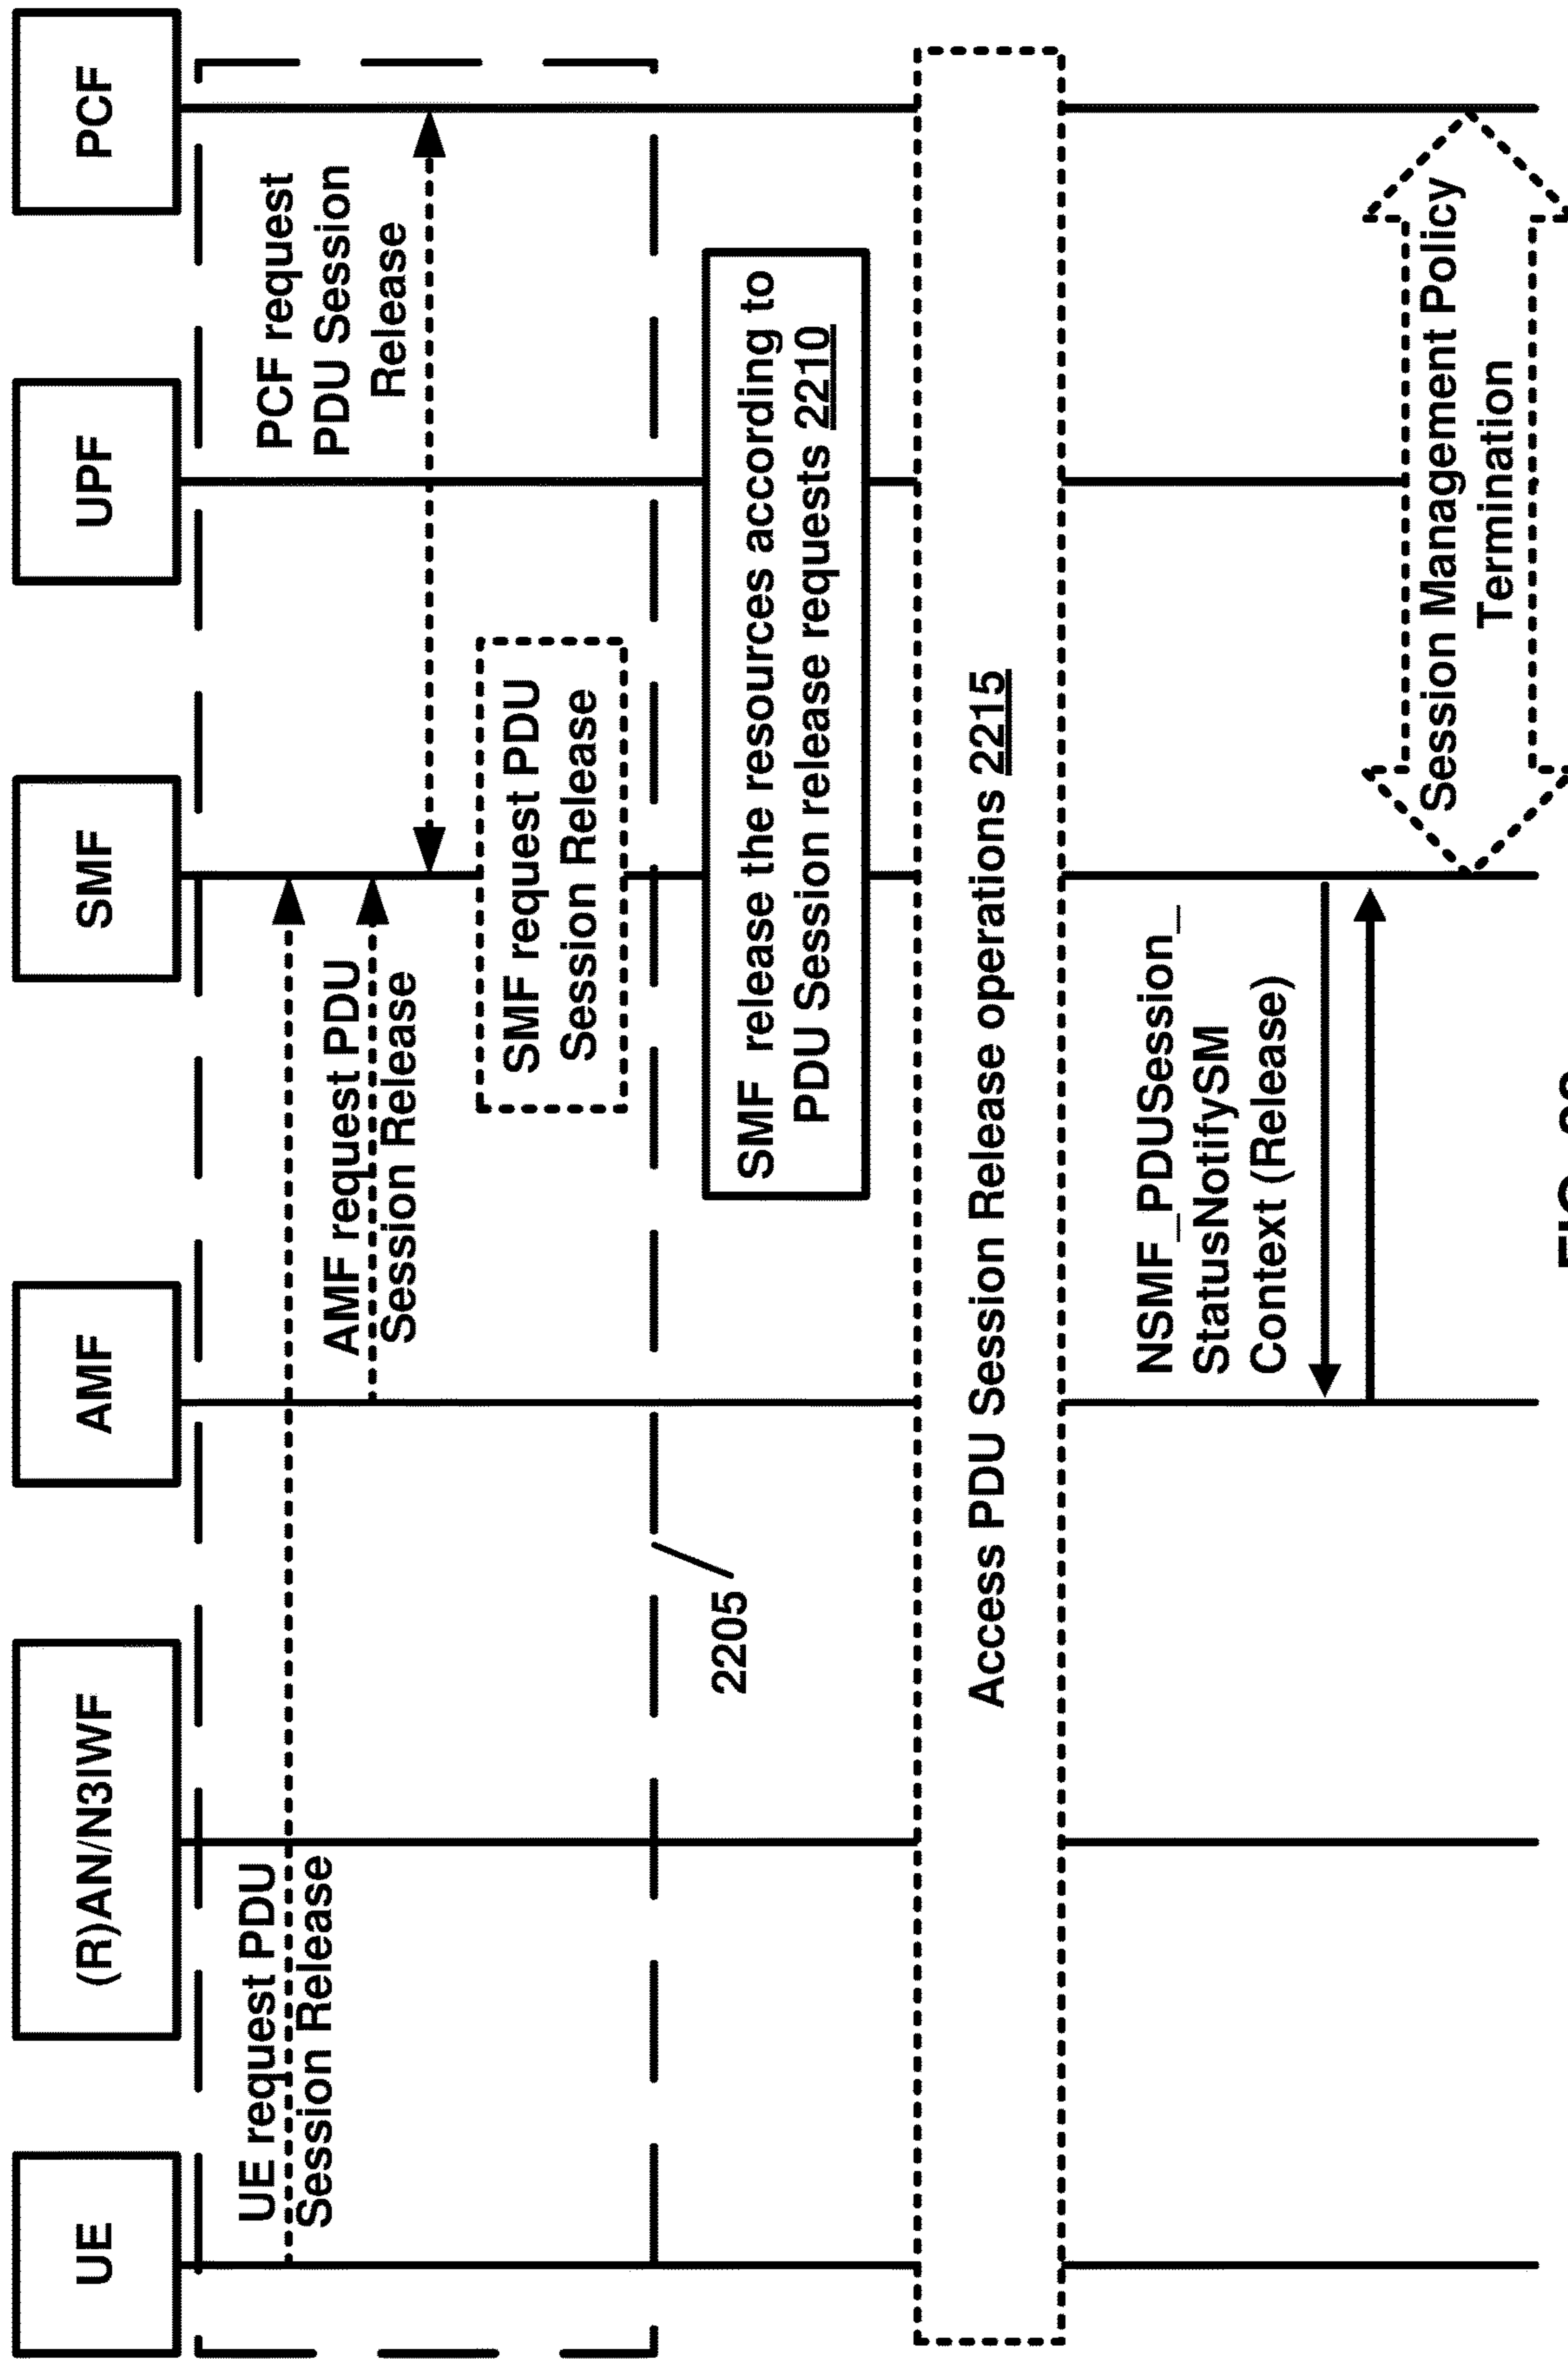 UE
(R)AN/N3IWF
AMF
SMF
UPF
PCF
UE request PDU
Session Release
AMF request PDU
Session Release
PCF request
PDU Session
Release
SMF request PDU
Session Release
2205
SMF release the resources according to
PDU Session release requests 2210
Access PDU Session Release operations 2215
NSMF_PDUSession_
StatusNotifySM
Context (Release)
Session Management Policy
Termination